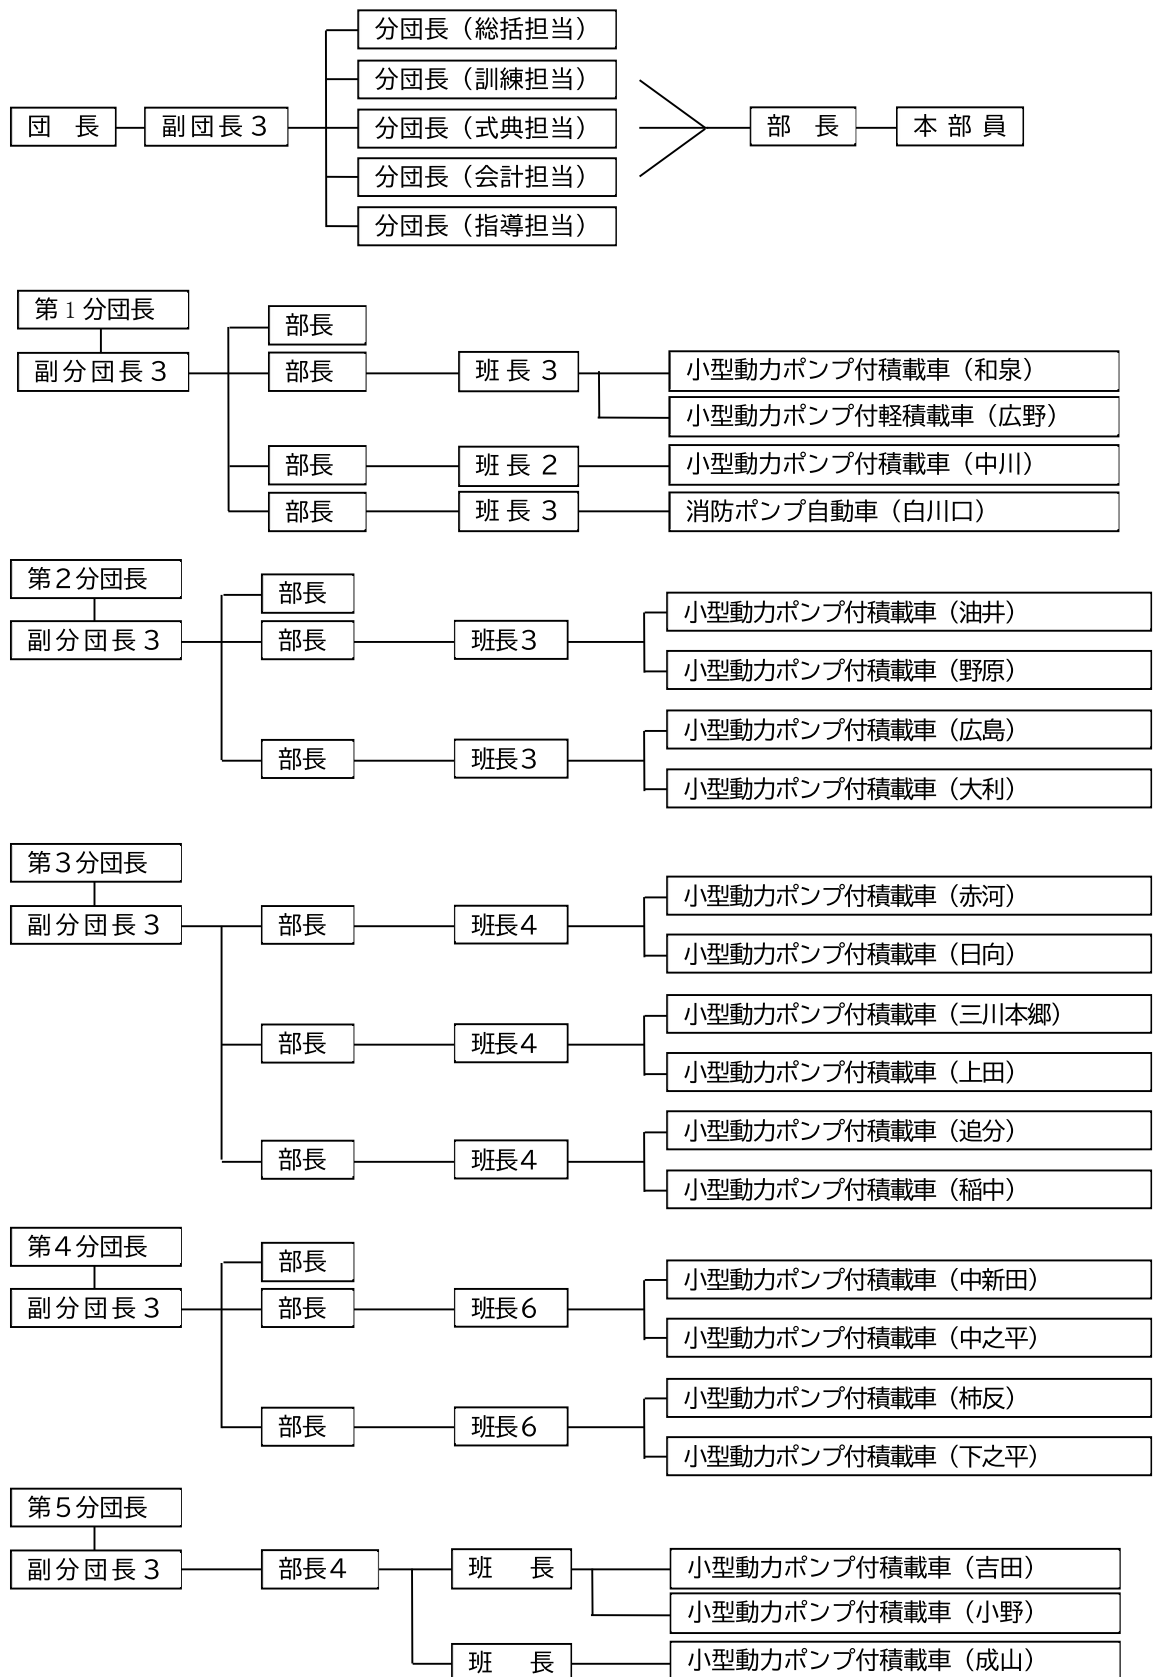 分団長（総括担当）
分団長（訓練担当）
団　長 副団長３ 分団長（式典担当） 部　長 本 部 員
分団長（会計担当）
分団長（指導担当）
第１分団長
部長
副分団長３ 部長 班 長 ３ 小型動力ポンプ付積載車（和泉）
小型動力ポンプ付軽積載車（広野）
部長 班 長 ２ 小型動力ポンプ付積載車（中川）
部長 班 長 ３ 消防ポンプ自動車（白川口）
第２分団長
部長
小型動力ポンプ付積載車（油井）
副分団長３ 部長 班長３
小型動力ポンプ付積載車（野原）
小型動力ポンプ付積載車（広島）
部長 班長３
小型動力ポンプ付積載車（大利）
第３分団長
小型動力ポンプ付積載車（赤河）
副分団長３ 部長 班長４
小型動力ポンプ付積載車（日向）
小型動力ポンプ付積載車（三川本郷）
部長 班長４
小型動力ポンプ付積載車（上田）
小型動力ポンプ付積載車（追分）
部長 班長４
小型動力ポンプ付積載車（稲中）
第４分団長
部長
小型動力ポンプ付積載車（中新田）
副分団長３ 部長 班長６
小型動力ポンプ付積載車（中之平）
小型動力ポンプ付積載車（柿反）
部長 班長６
小型動力ポンプ付積載車（下之平）
第５分団長
副分団長３ 部長４ 班　長 小型動力ポンプ付積載車（吉田）
小型動力ポンプ付積載車（小野）
班　長 小型動力ポンプ付積載車（成山）